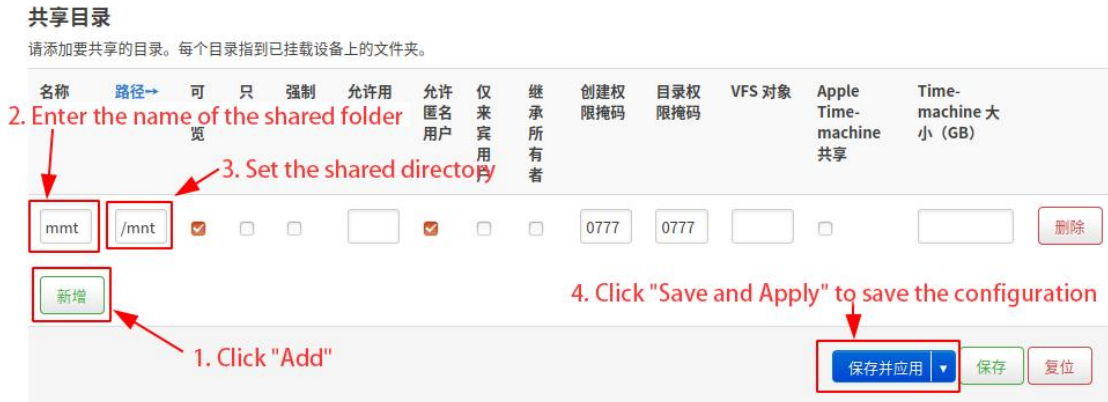 共享目录
请添加要共享的目录。每个目录指到已挂载设备上的文件夹。
名称 路径 可 只 强制 允许用 允许匿名用户 仅来宾用户 继承所有者 创建权限掩码 目录权限掩码 VFS 对象 Apple Time-machine 共享 Time-machine 大小（GB）
览
2. Enter the name of the shared folder
3. Set the shared directory
mmt /mnt 0777 0777 删除
新增
4. Click "Save and Apply" to save the configuration
1. Click "Add"
保存并应用 保存 复位